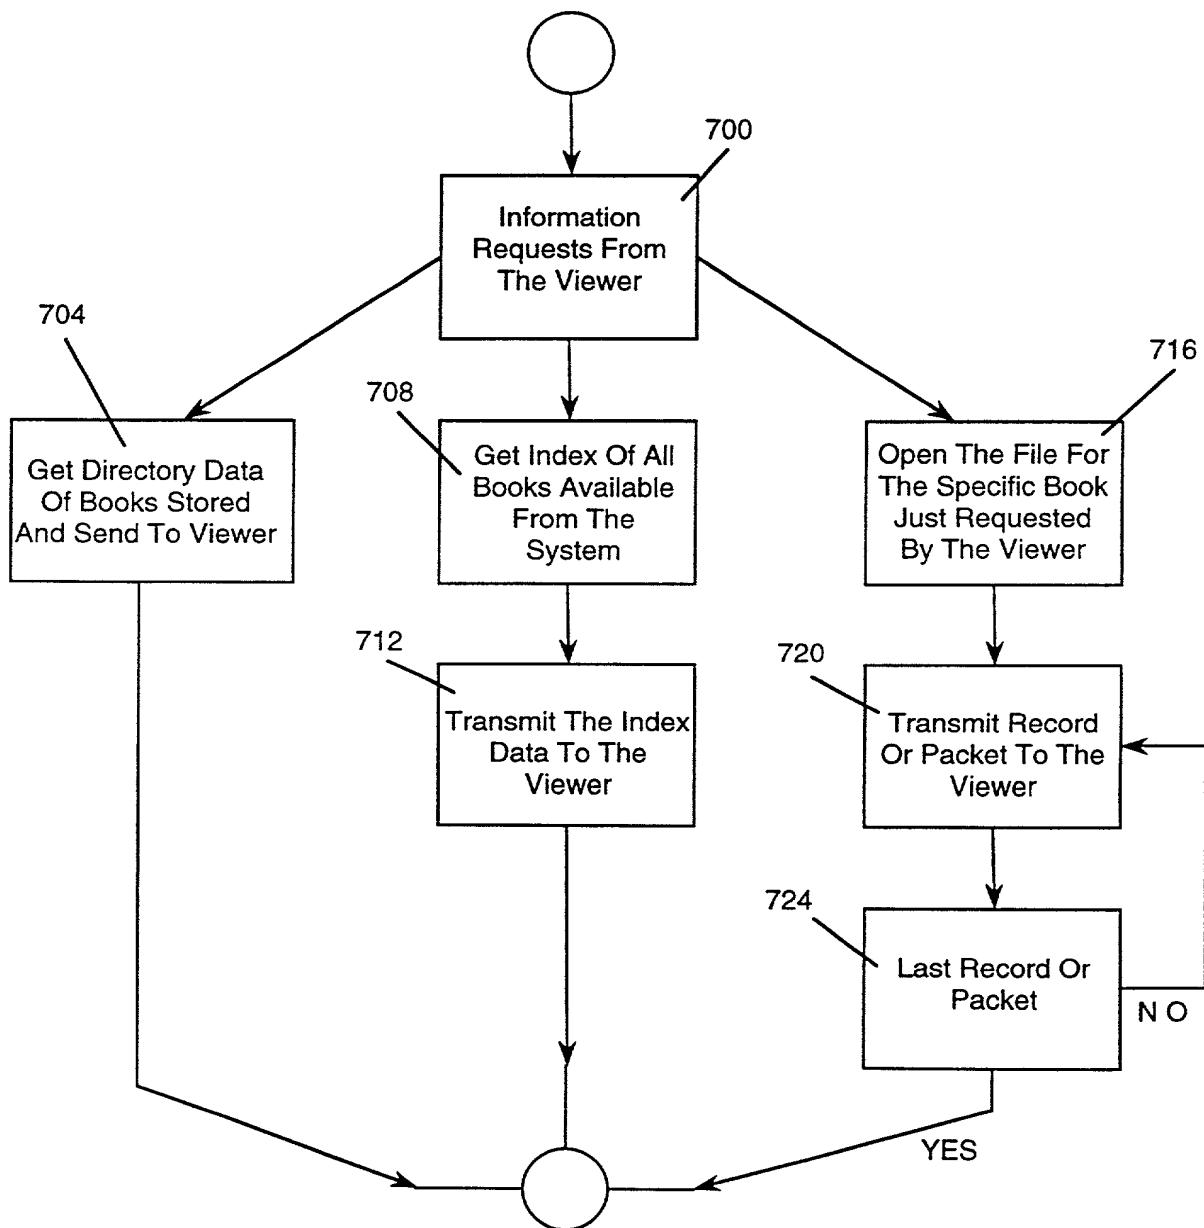 700
Information
Requests From
The Viewer
704
Get Directory Data
Of Books Stored
And Send To Viewer
708
Get Index Of All
Books Available
From The
System
716
Open The File For
The Specific Book
Just Requested
By The Viewer
712
Transmit The Index
Data To The
Viewer
720
Transmit Record
Or Packet To The
Viewer
724
Last Record Or
Packet
N O
YES